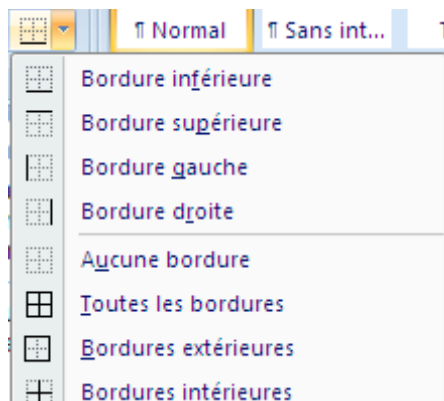 ¶ Normal ¶ Sans int... T
Bordure inférieure
Bordure supérieure
Bordure gauche
Bordure droite
Aucune bordure
Toutes les bordures
Bordures extérieures
Bordures intérieures